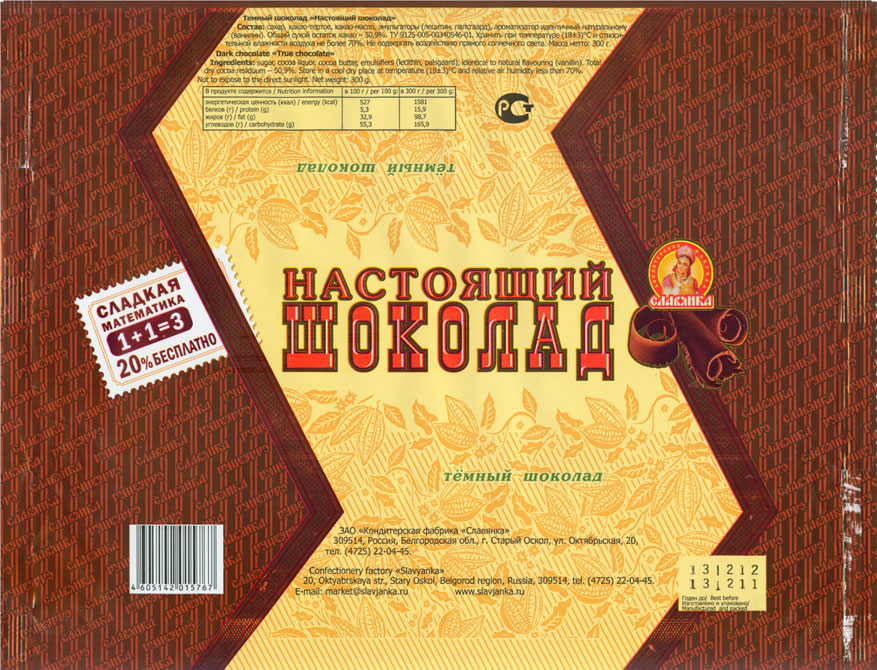 Темный шоколад «Настоящий шоколад»
Состав: сахар, какао-тертое, какао-масло, эмульгаторы (лецитин, палсгаард), ароматизатор идентичный натуральному
(ванилин). Общий сухой остаток какао – 50,9%. ТУ 9125-005-00340546-01. Хранить при температуре (18±3)°С и относи-
тельной влажности воздуха не более 70%. Не подвергать воздействию прямого солнечного света. Масса нетто: 300 г.
Dark chocolate «True chocolate»
Ingredients: sugar, cocoa liquor, cocoa butter, emulsifiers (lecithin, palsgaard), identical to natural flavouring (vanillin). Total
dry cocoa residuum – 50,9%. Store in a cool dry place at temperature (18±3)°C and relative air humidity less than 70%.
Not to expose to the direct sunlight. Net weight: 300 g.
В продукте содержится / Nutrition information в 100 г / per 100 g: в 300 г / per 300 g:
энергетическая ценность (ккал) / energy (kcal) 527 1581
белков (г) / protein (g) 5,3 15,9
жиров (г) / fat (g) 32,9 98,7
углеводов (г) / carbohydrate (g) 55,3 165,9
РСТ
тёмный шоколад
НАСТОЯЩИЙ
ШОКОЛАД
СЛАВЯНКА
СЛАДКАЯ
МАТЕМАТИКА
1+1=3
20% БЕСПЛАТНО
тёмный шоколад
ЗАО «Кондитерская фабрика «Славянка»
309514, Россия, Белгородская обл., г. Старый Оскол, ул. Октябрьская, 20,
тел. (4725) 22-04-45.
Confectionery factory «Slavyanka»
20, Oktyabrskaya str., Stary Oskol, Belgorod region, Russia, 309514, tel. (4725) 22-04-45.
E-mail: market@slavjanka.ru www.slavjanka.ru
4 605142 015767
131212
131211
Годен до/ Best before
Изготовлено и упаковано/
Manufactured and packed